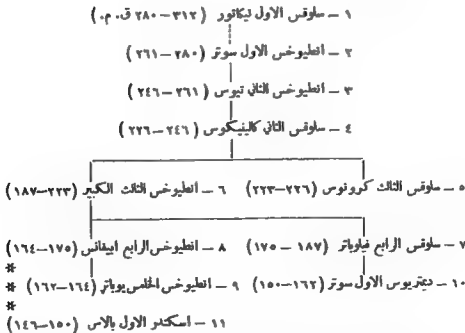 ١ – سلوقس الاول نيكاتور (٣١٢–٢٨٠ ق. م.)
٢ – انطيوخس الاول سوتر (٢٨٠–٢٦١)
٣ – انطيوخس الثاني تيوس (٢٦١–٢٤٦)
٤ – سلوقس الثاني كالينيكوس (٢٤٦–٢٢٦)
٥ – سلوقس الثالث كرونوس (٢٢٦–٢٢٣) ٦ – انطيوخس الثالث الكبير (٢٢٣–١٨٧)
٧ – سلوقس الرابع فيلوباتر (١٨٧ – ١٧٥) ٨ – انطيوخس الرابع ابيفانس (١٧٥–١٦٤)
*
١٠ – ديمتريوس الاول سوتر (١٦٢–١٥٠) ٩ – انطيوخس الخامس يوباتر (١٦٤–١٦٢) *
*
١١ – اسكندر الاول بالاس (١٥٠–١٤٦)